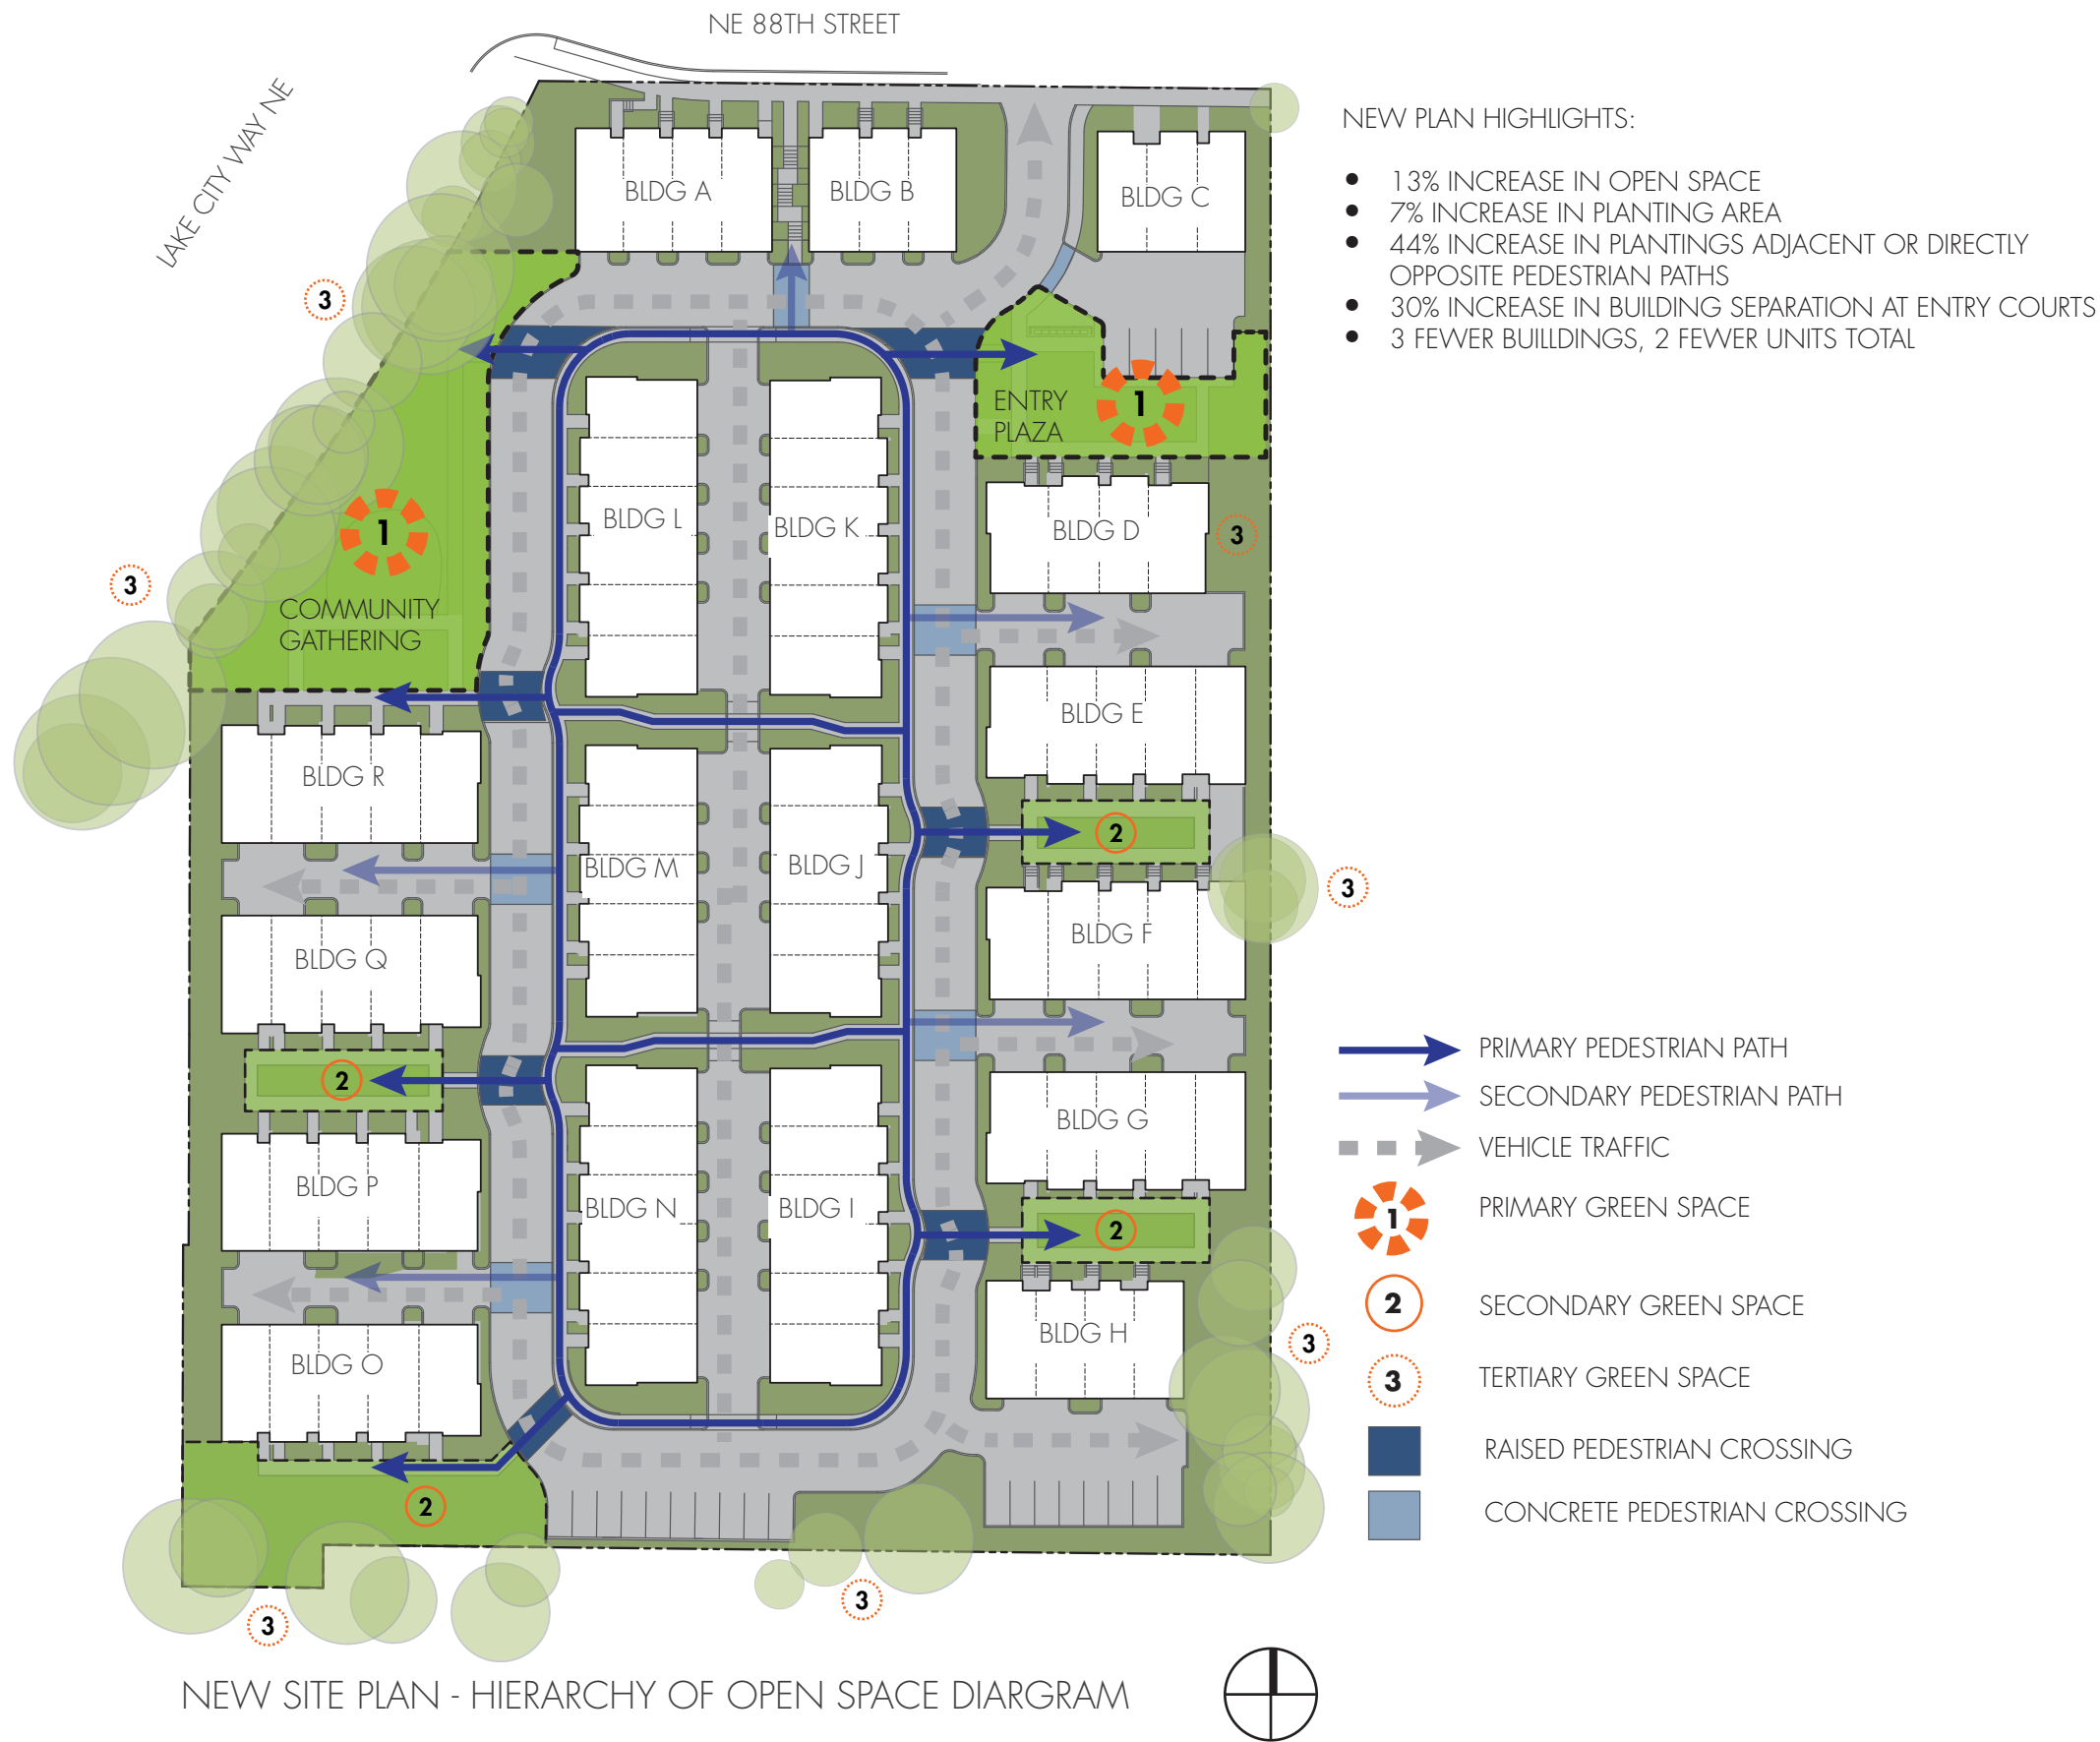 NE 88TH STREET
LAKE CITY WAY NE
NEW PLAN HIGHLIGHTS:
• 13% INCREASE IN OPEN SPACE
• 7% INCREASE IN PLANTING AREA
• 44% INCREASE IN PLANTINGS ADJACENT OR DIRECTLY
OPPOSITE PEDESTRIAN PATHS
• 30% INCREASE IN BUILDING SEPARATION AT ENTRY COURTS
• 3 FEWER BUILLDINGS, 2 FEWER UNITS TOTAL
BLDG A
BLDG B
BLDG C
3
ENTRY
PLAZA
1
BLDG L
BLDG K
BLDG D
3
1
3
COMMUNITY
GATHERING
BLDG E
BLDG R
2
BLDG M
BLDG J
3
BLDG F
BLDG Q
2
BLDG G
BLDG P
BLDG N
BLDG I
2
BLDG H
3
BLDG O
2
3
3
PRIMARY PEDESTRIAN PATH
SECONDARY PEDESTRIAN PATH
VEHICLE TRAFFIC
1 PRIMARY GREEN SPACE
2 SECONDARY GREEN SPACE
3 TERTIARY GREEN SPACE
RAISED PEDESTRIAN CROSSING
CONCRETE PEDESTRIAN CROSSING
NEW SITE PLAN - HIERARCHY OF OPEN SPACE DIARGRAM